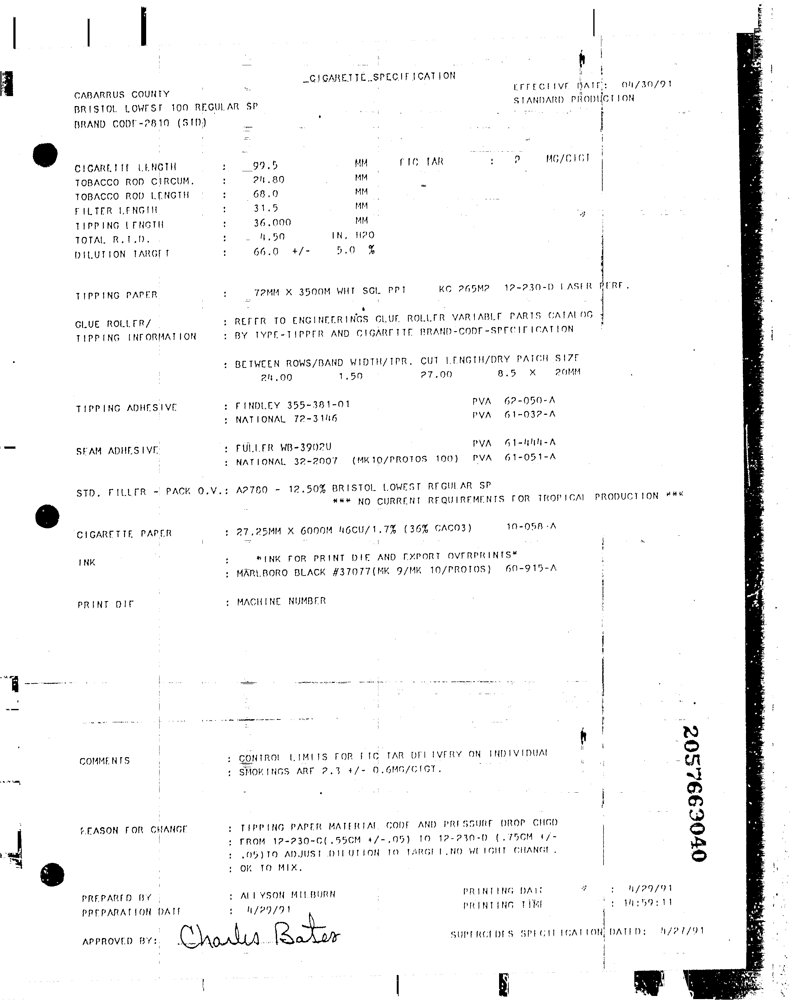 CIGARETTE SPECIFICATION
EFFECTIVE DATE: 04/30/91
CABARRUS COUNTY
STANDARD PRODUCTION
BRISTOL LOWEST 100 REGULAR SP
BRAND CODE-2810 (STD)
CIGARETTE LENGTH : 99.5 MM FTC TAR : 2 MG/CIGT
TOBACCO ROD CIRCUM. : 24.80 MM
TOBACCO ROD LENGTH : 68.0 MM
FILTER LENGTH : 31.5 MM
TIPPING LENGTH : 36.000 MM
TOTAL R.T.D. : 4.50 IN. H2O
DILUTION TARGET : 66.0 +/- 5.0 %
TIPPING PAPER : 72MM X 3500M WHT SGL PPT KC 265M2 12-230-D LASER PERF.
GLUE ROLLER/ : REFER TO ENGINEERINGS GLUE ROLLER VARIABLE PARTS CATALOG
TIPPING INFORMATION : BY TYPE-TIPPER AND CIGARETTE BRAND-CODE-SPECIFICATION
: BETWEEN ROWS/BAND WIDTH/TPR. CUT LENGTH/DRY PATCH SIZE
24.00 1.50 27.00 8.5 X 20MM
TIPPING ADHESIVE : FINDLEY 355-381-01 PVA 62-050-A
: NATIONAL 72-3146 PVA 61-032-A
SEAM ADHESIVE : FULLER WB-3902U PVA 61-444-A
: NATIONAL 32-2007 (MK10/PROTOS 100) PVA 61-051-A
STD. FILLER - PACK O.V.: A2780 - 12.50% BRISTOL LOWEST REGULAR SP
*** NO CURRENT REQUIREMENTS FOR TROPICAL PRODUCTION ***
CIGARETTE PAPER : 27.25MM X 6000M 46CU/1.7% (36% CACO3) 10-058-A
INK : *INK FOR PRINT DIE AND EXPORT OVERPRINTS*
: MARLBORO BLACK #37077(MK 9/MK 10/PROTOS) 60-915-A
PRINT DIE : MACHINE NUMBER
COMMENTS : CONTROL LIMITS FOR FTC TAR DELIVERY ON INDIVIDUAL
: SMOKINGS ARE 2.3 +/- 0.6MG/CIGT.
REASON FOR CHANGE : TIPPING PAPER MATERIAL CODE AND PRESSURE DROP CHGD
: FROM 12-230-C(.55CM +/-.05) TO 12-230-D (.75CM +/-
: .05)TO ADJUST DILUTION TO TARGET.NO WEIGHT CHANGE.
: OK TO MIX.
PREPARED BY : ALLYSON MILBURN PRINTING DATE : 4/29/91
PREPARATION DATE : 4/29/91 PRINTING TIME : 14:59:11
APPROVED BY: Charles Bates SUPERCEDES SPECIFICATION DATED: 4/27/91
2057663040